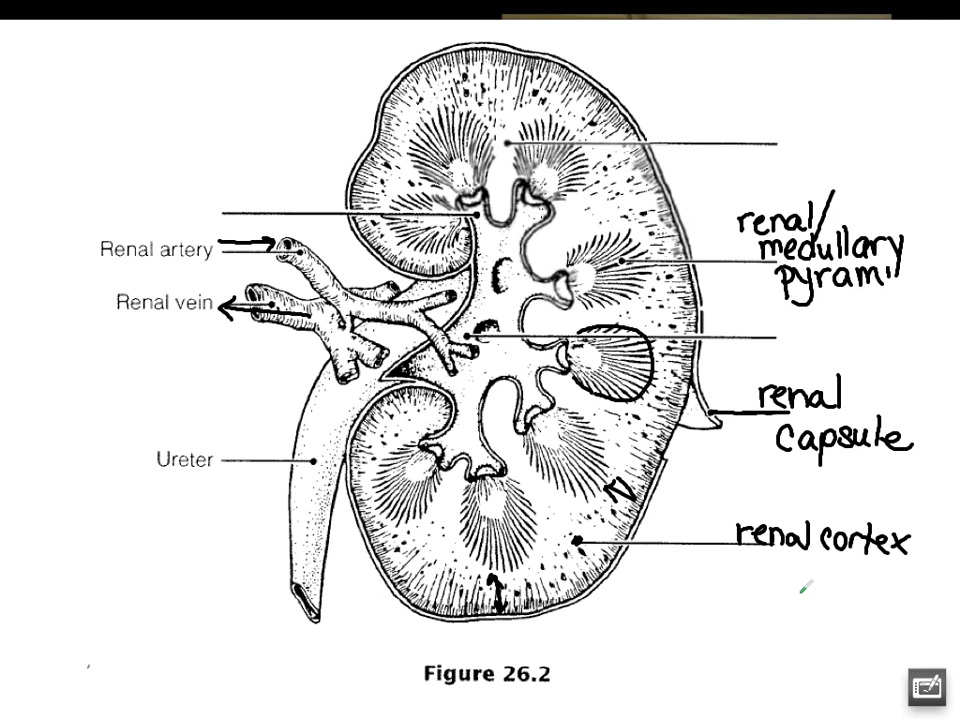 renal/
medullary
pyrami
Renal artery
Renal vein
renal
capsule
Ureter
renal cortex
Figure 26.2